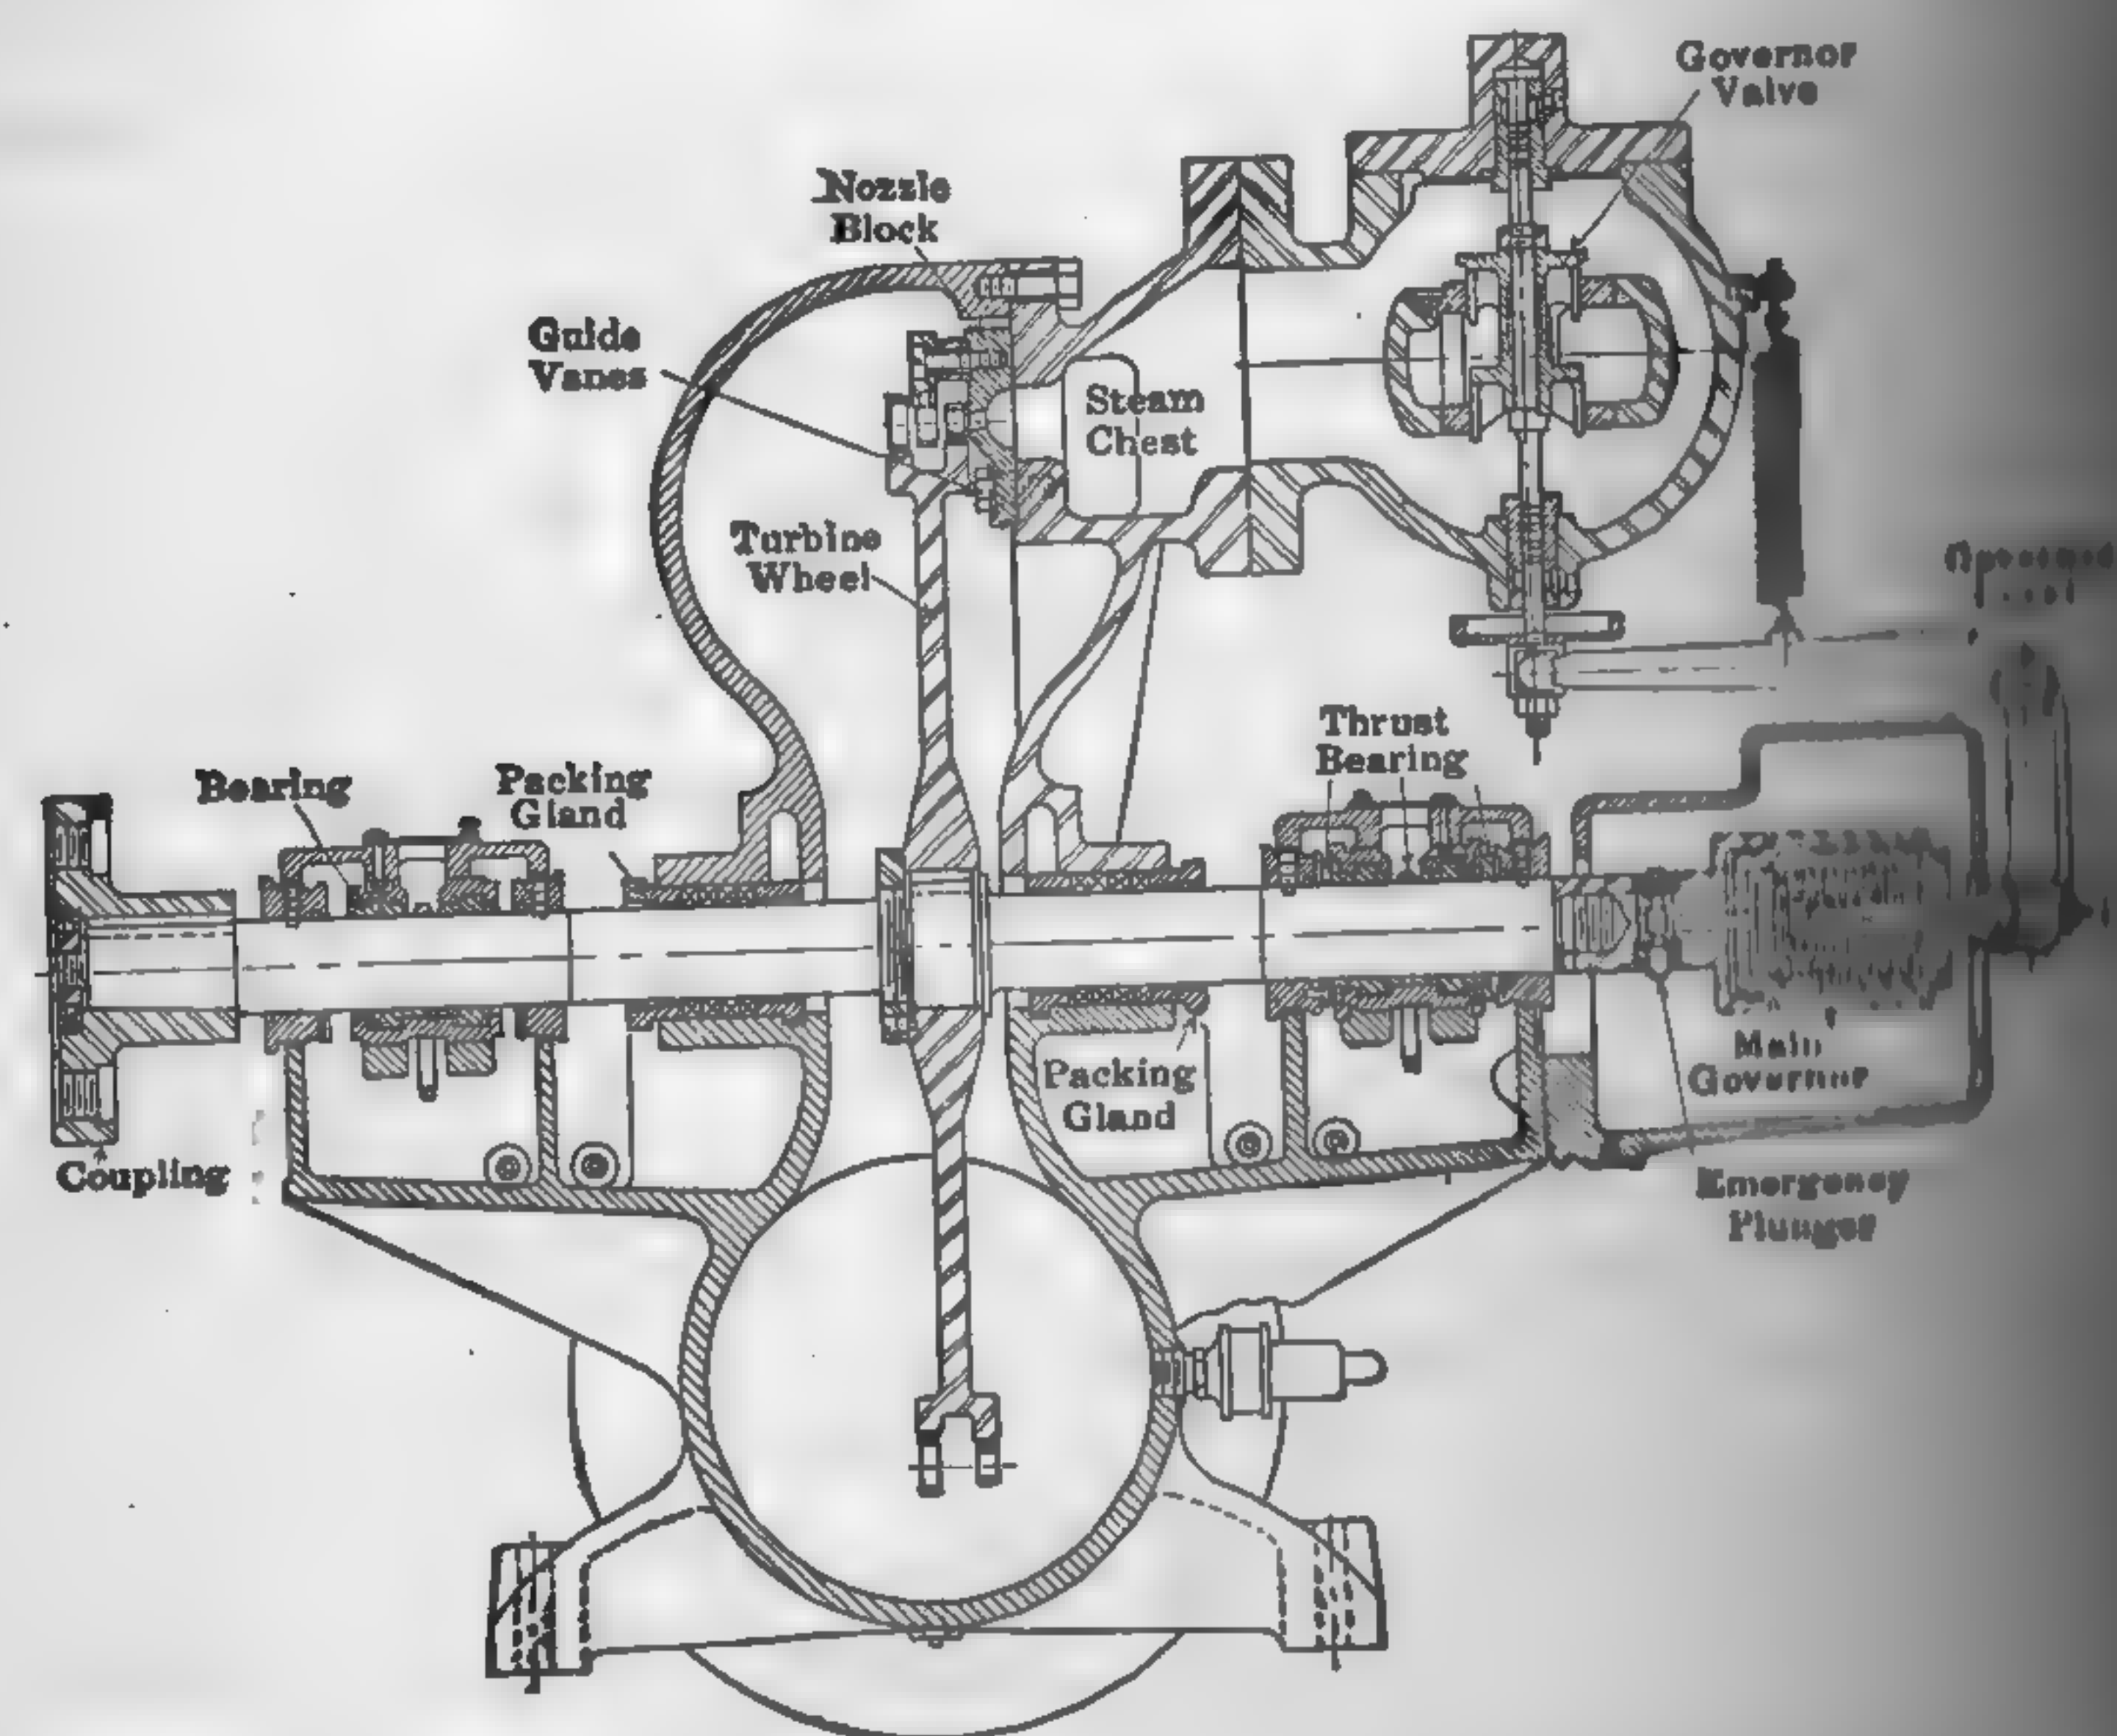 Governor
Valve
Nozzle
Block
Guide
Vanes
Steam
Chest
Turbine
Wheel
Thrust
Bearing
Bearing
Packing
Gland
Packing
Gland
Main
Governor
Coupling
Emergency
Plunger